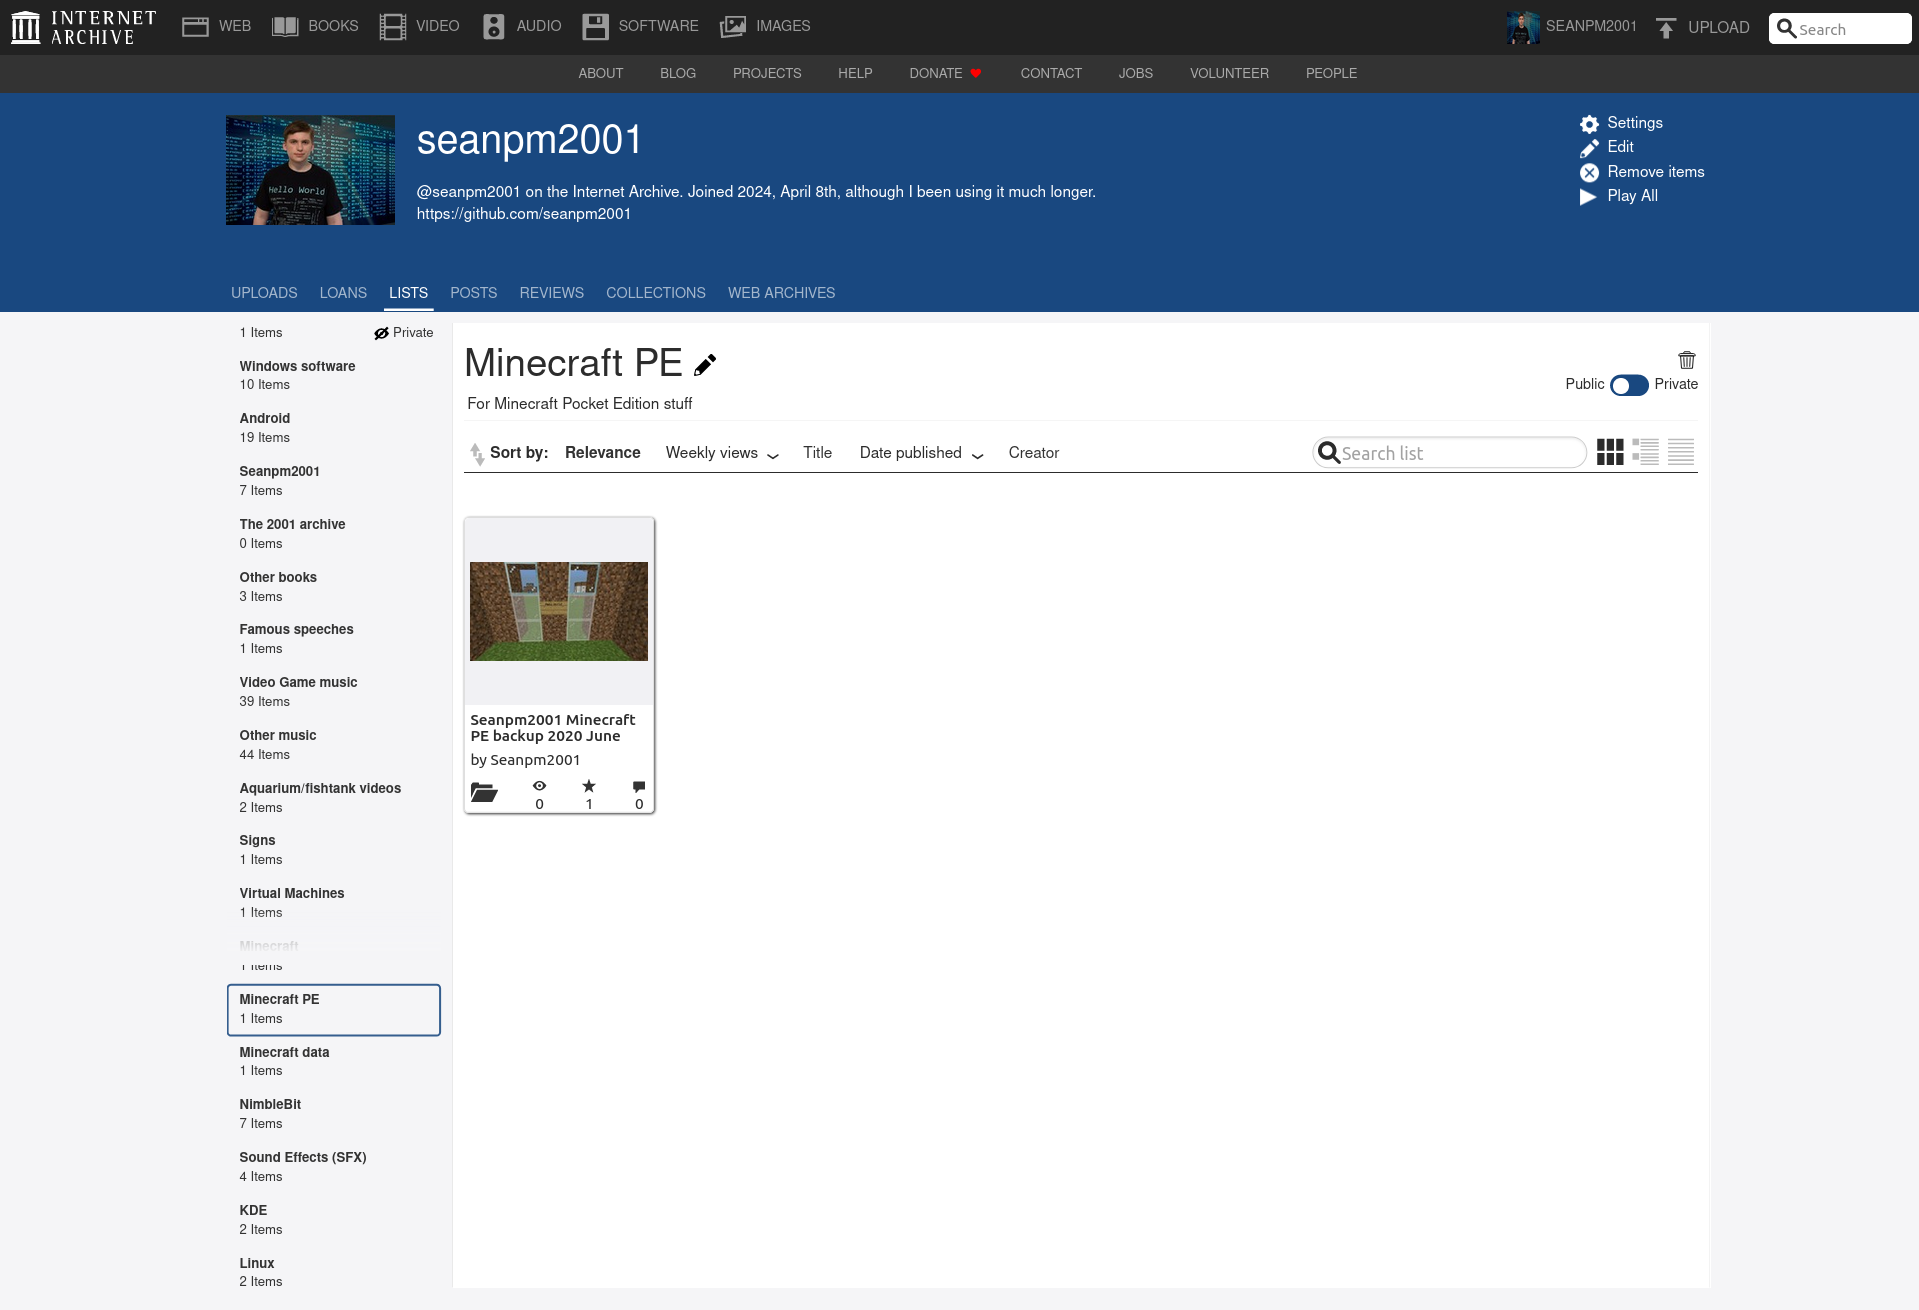 INTERNET ARCHIVE
WEB BOOKS VIDEO AUDIO SOFTWARE IMAGES SEANPM2001 UPLOAD Search
ABOUT BLOG PROJECTS HELP DONATE CONTACT JOBS VOLUNTEER PEOPLE
Hello World
seanpm2001
@seanpm2001 on the Internet Archive. Joined 2024, April 8th, although I been using it much longer.
https://github.com/seanpm2001
Settings
Edit
Remove items
Play All
UPLOADS LOANS LISTS POSTS REVIEWS COLLECTIONS WEB ARCHIVES
1 Items Private
Windows software
10 Items
Android
19 Items
Seanpm2001
7 Items
The 2001 archive
0 Items
Other books
3 Items
Famous speeches
1 Items
Video Game music
39 Items
Other music
44 Items
Aquarium/fishtank videos
2 Items
Signs
1 Items
Virtual Machines
1 Items
Minecraft
1 Items
Minecraft PE
1 Items
Minecraft data
1 Items
NimbleBit
7 Items
Sound Effects (SFX)
4 Items
KDE
2 Items
Linux
2 Items
Minecraft PE
For Minecraft Pocket Edition stuff
Public Private
Sort by: Relevance Weekly views Title Date published Creator Search list
Seanpm2001 Minecraft
PE backup 2020 June
by Seanpm2001
0 1 0